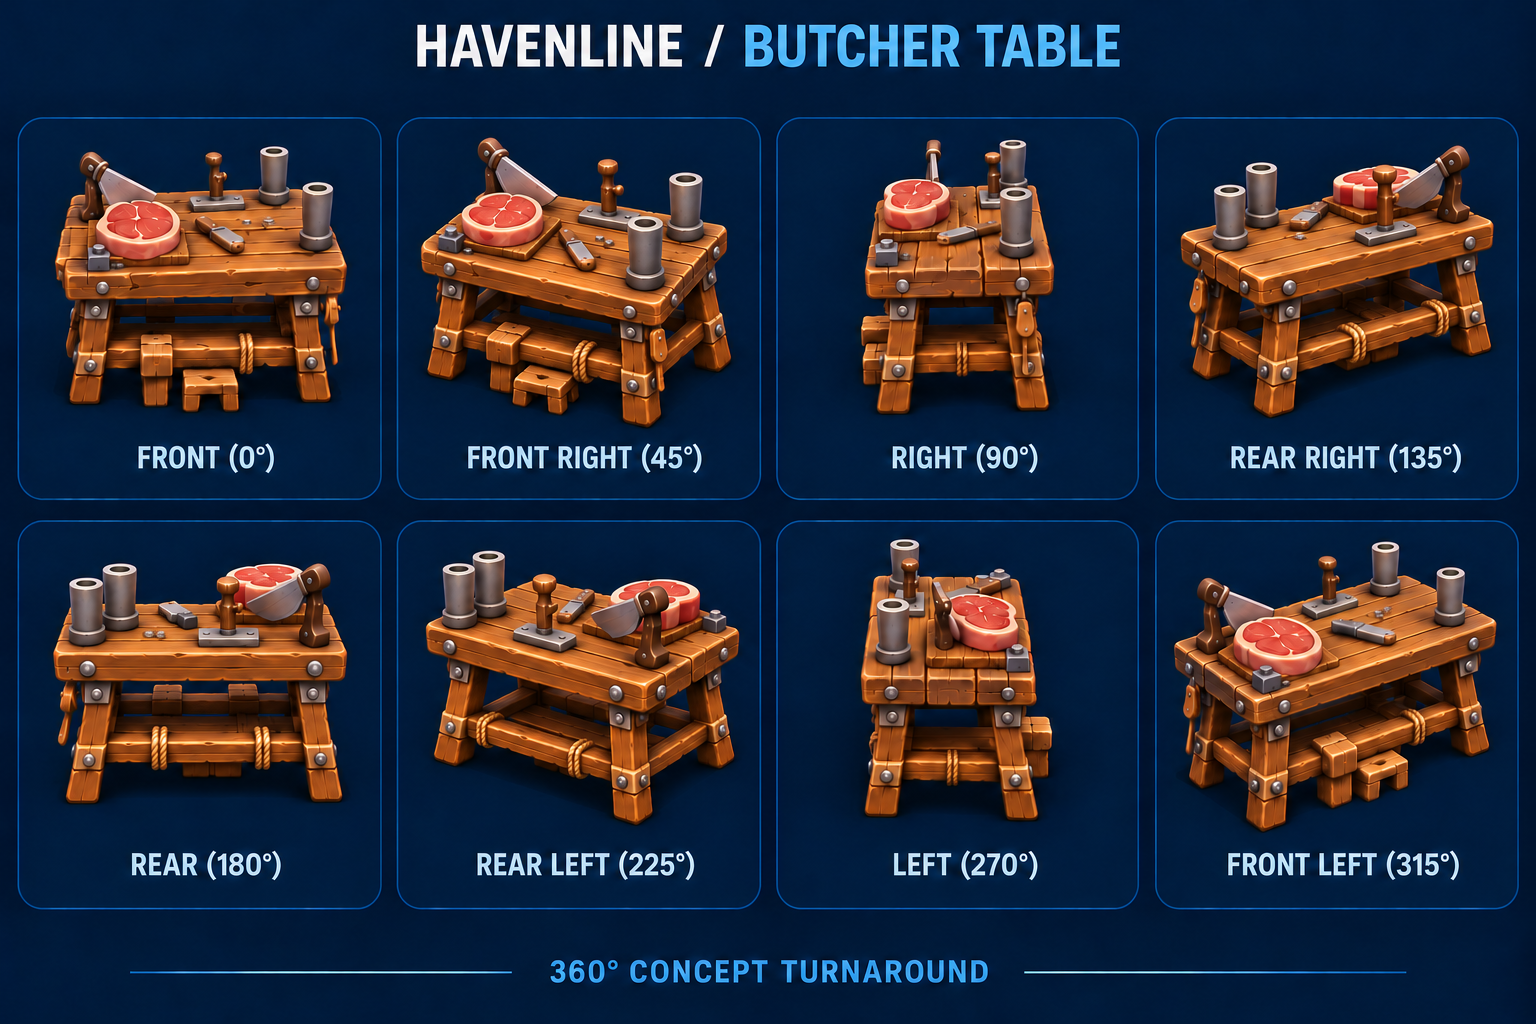 HAVENLINE / BUTCHER TABLE
FRONT (0°)
FRONT RIGHT (45°)
RIGHT (90°)
REAR RIGHT (135°)
REAR (180°)
REAR LEFT (225°)
LEFT (270°)
FRONT LEFT (315°)
360° CONCEPT TURNAROUND